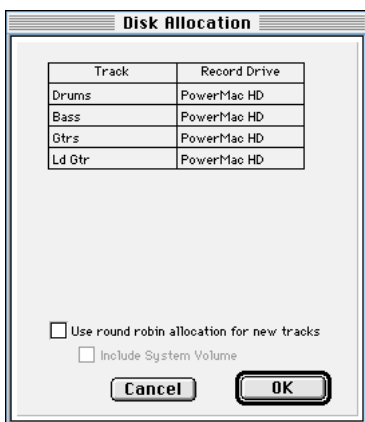 Disk Allocation
Track Record Drive
Drums PowerMac HD
Bass PowerMac HD
Gtrs PowerMac HD
Ld Gtr PowerMac HD
Use round robin allocation for new tracks
Include System Volume
Cancel OK